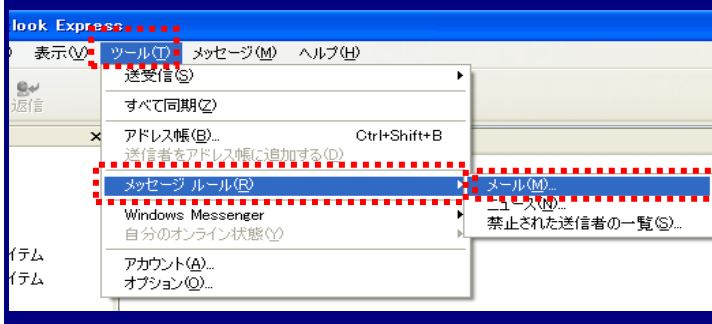 look Express
) 表示(V) ツール(T) メッセージ(M) ヘルプ(H)
返信
送受信(S)
すべて同期(Z)
アドレス帳(B)... Ctrl+Shift+B
送信者をアドレス帳に追加する(D)
メッセージ ルール(R)
メール(M)...
ニュース(N)...
禁止された送信者の一覧(S)...
Windows Messenger
自分のオンライン状態(Y)
アカウント(A)...
オプション(O)...
イテム
イテム